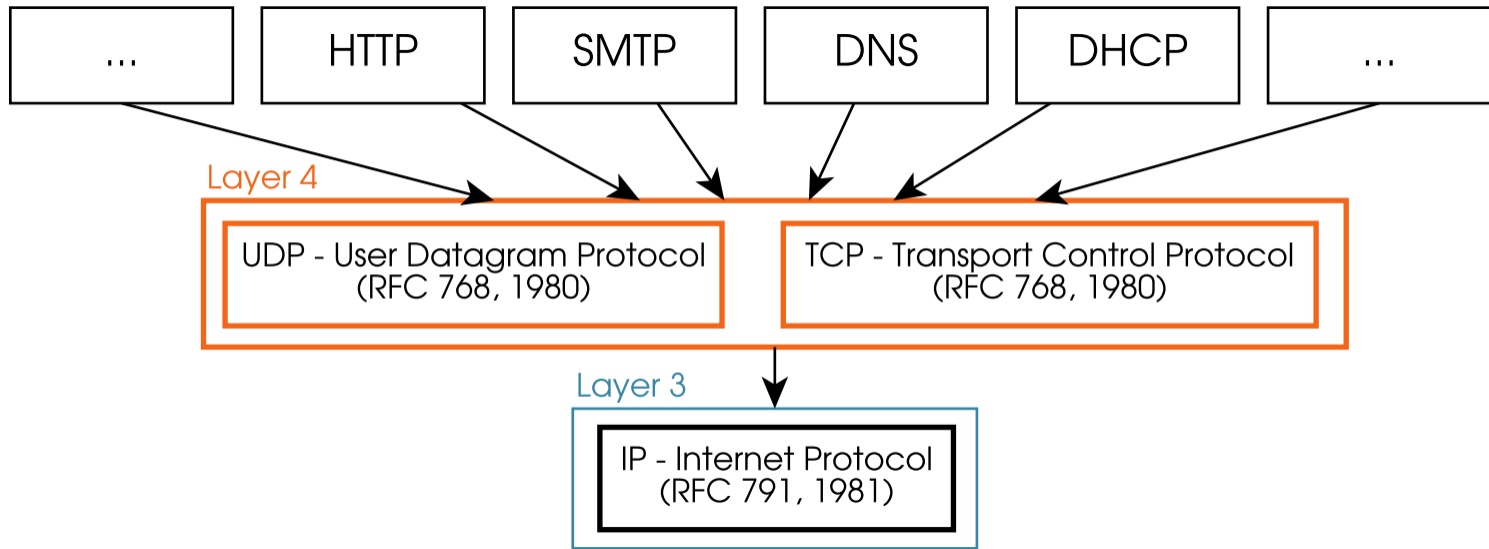 ...
HTTP
SMTP
DNS
DHCP
...
Layer 4
UDP - User Datagram Protocol
(RFC 768, 1980)
TCP - Transport Control Protocol
(RFC 768, 1980)
Layer 3
IP - Internet Protocol
(RFC 791, 1981)